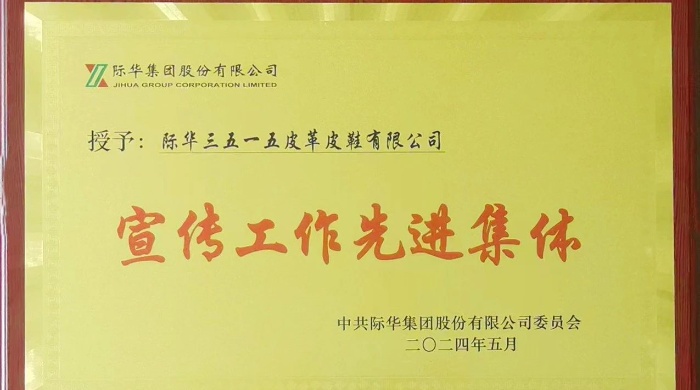 际华集团股份有限公司
JIHUA GROUP CORPORATION LIMITED
授予：际华三五一五皮革皮鞋有限公司
宣传工作先进集体
中共际华集团股份有限公司委员会
二〇二四年五月